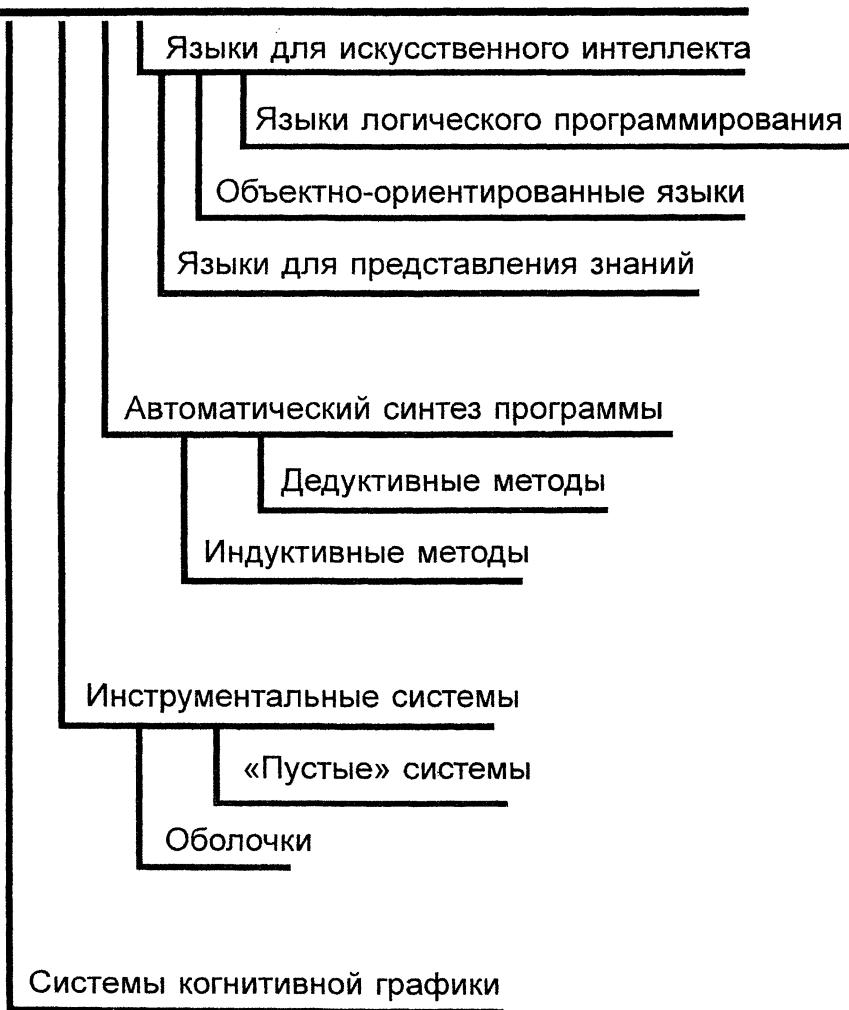 Языки для искусственного интеллекта
Языки логического программирования
Объектно-ориентированные языки
Языки для представления знаний
Автоматический синтез программы
Дедуктивные методы
Индуктивные методы
Инструментальные системы
«Пустые» системы
Оболочки
Системы когнитивной графики